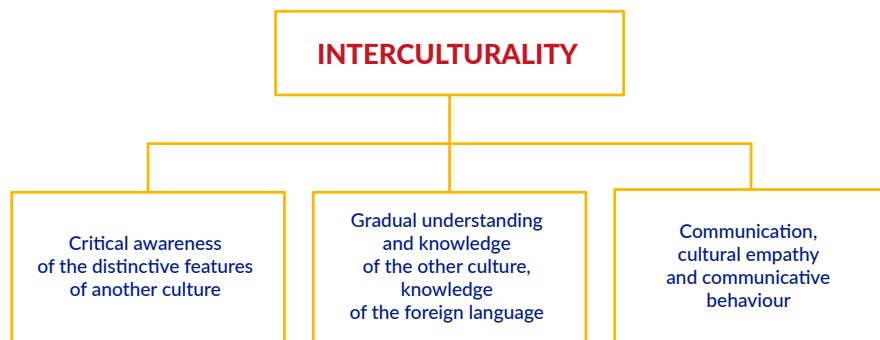 INTERCULTURALITY
Critical awareness
of the distinctive features
of another culture
Gradual understanding
and knowledge
of the other culture,
knowledge
of the foreign language
Communication,
cultural empathy
and communicative
behaviour